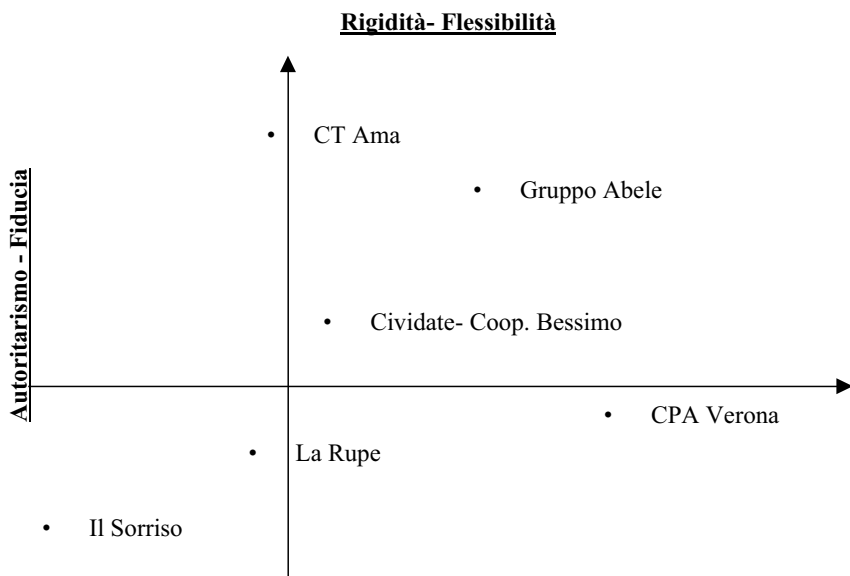 Rigidità- Flessibilità
CT Ama
Gruppo Abele
Autoritarismo - Fiducia
Cividate- Coop. Bessimo
CPA Verona
La Rupe
Il Sorriso